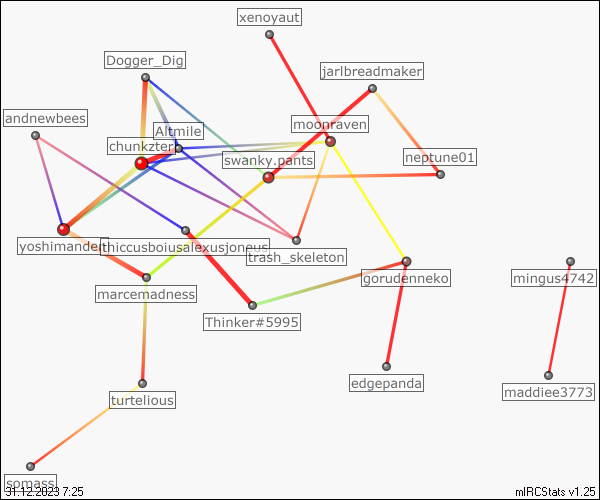 xenoyaut
Dogger_Dig
jarlbreadmaker
andnewbees
moonraven
Altmile
chunkzter
swanky.pants
neptune01
yoshimander
thiccusboiusalexusjoneus
trash_skeleton
gorudenneko
mingus4742
marcemadness
Thinker#5995
edgepanda
maddiee3773
turtelious
somass
31.12.2023 7:25
mIRCStats v1.25